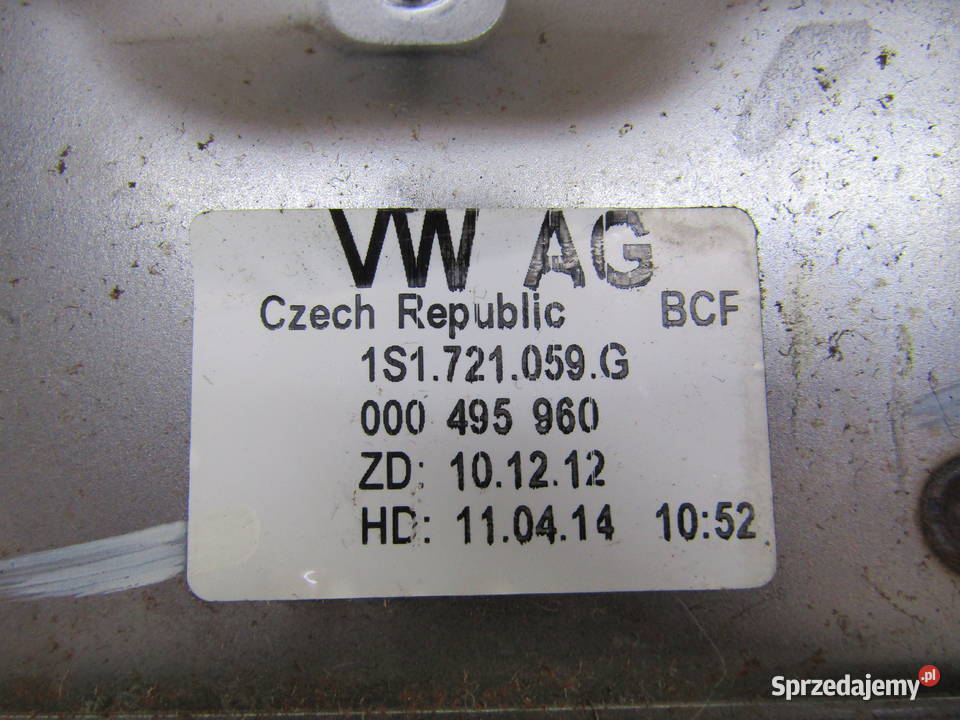 VW AG
Czech Republic BCF
1S1.721.059.G
000 495 960
ZD: 10.12.12
HD: 11.04.14 10:52
Sprzedajemy.pl